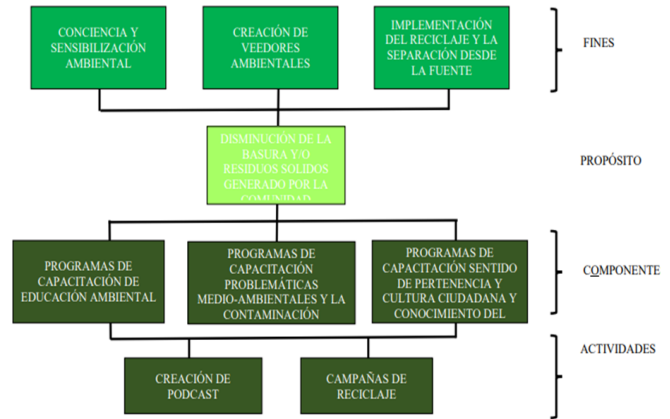 CONCIENCIA Y
SENSIBILIZACIÓN
AMBIENTAL
CREACIÓN DE
VEEDORES
AMBIENTALES
IMPLEMENTACIÓN
DEL RECICLAJE Y LA
SEPARACIÓN DESDE
LA FUENTE
FINES
DISMINUCIÓN DE LA
BASURA Y/O
RESIDUOS SOLIDOS
GENERADO POR LA
COMUNIDAD
PROPÓSITO
PROGRAMAS DE
CAPACITACIÓN DE
EDUCACIÓN AMBIENTAL
PROGRAMAS DE
CAPACITACIÓN
PROBLEMÁTICAS
MEDIO-AMBIENTALES Y LA
CONTAMINACIÓN
PROGRAMAS DE
CAPACITACIÓN SENTIDO
DE PERTENENCIA Y
CULTURA CIUDADANA Y
CONOCIMIENTO DEL
COMPONENTE
ACTIVIDADES
CREACIÓN DE
PODCAST
CAMPAÑAS DE
RECICLAJE